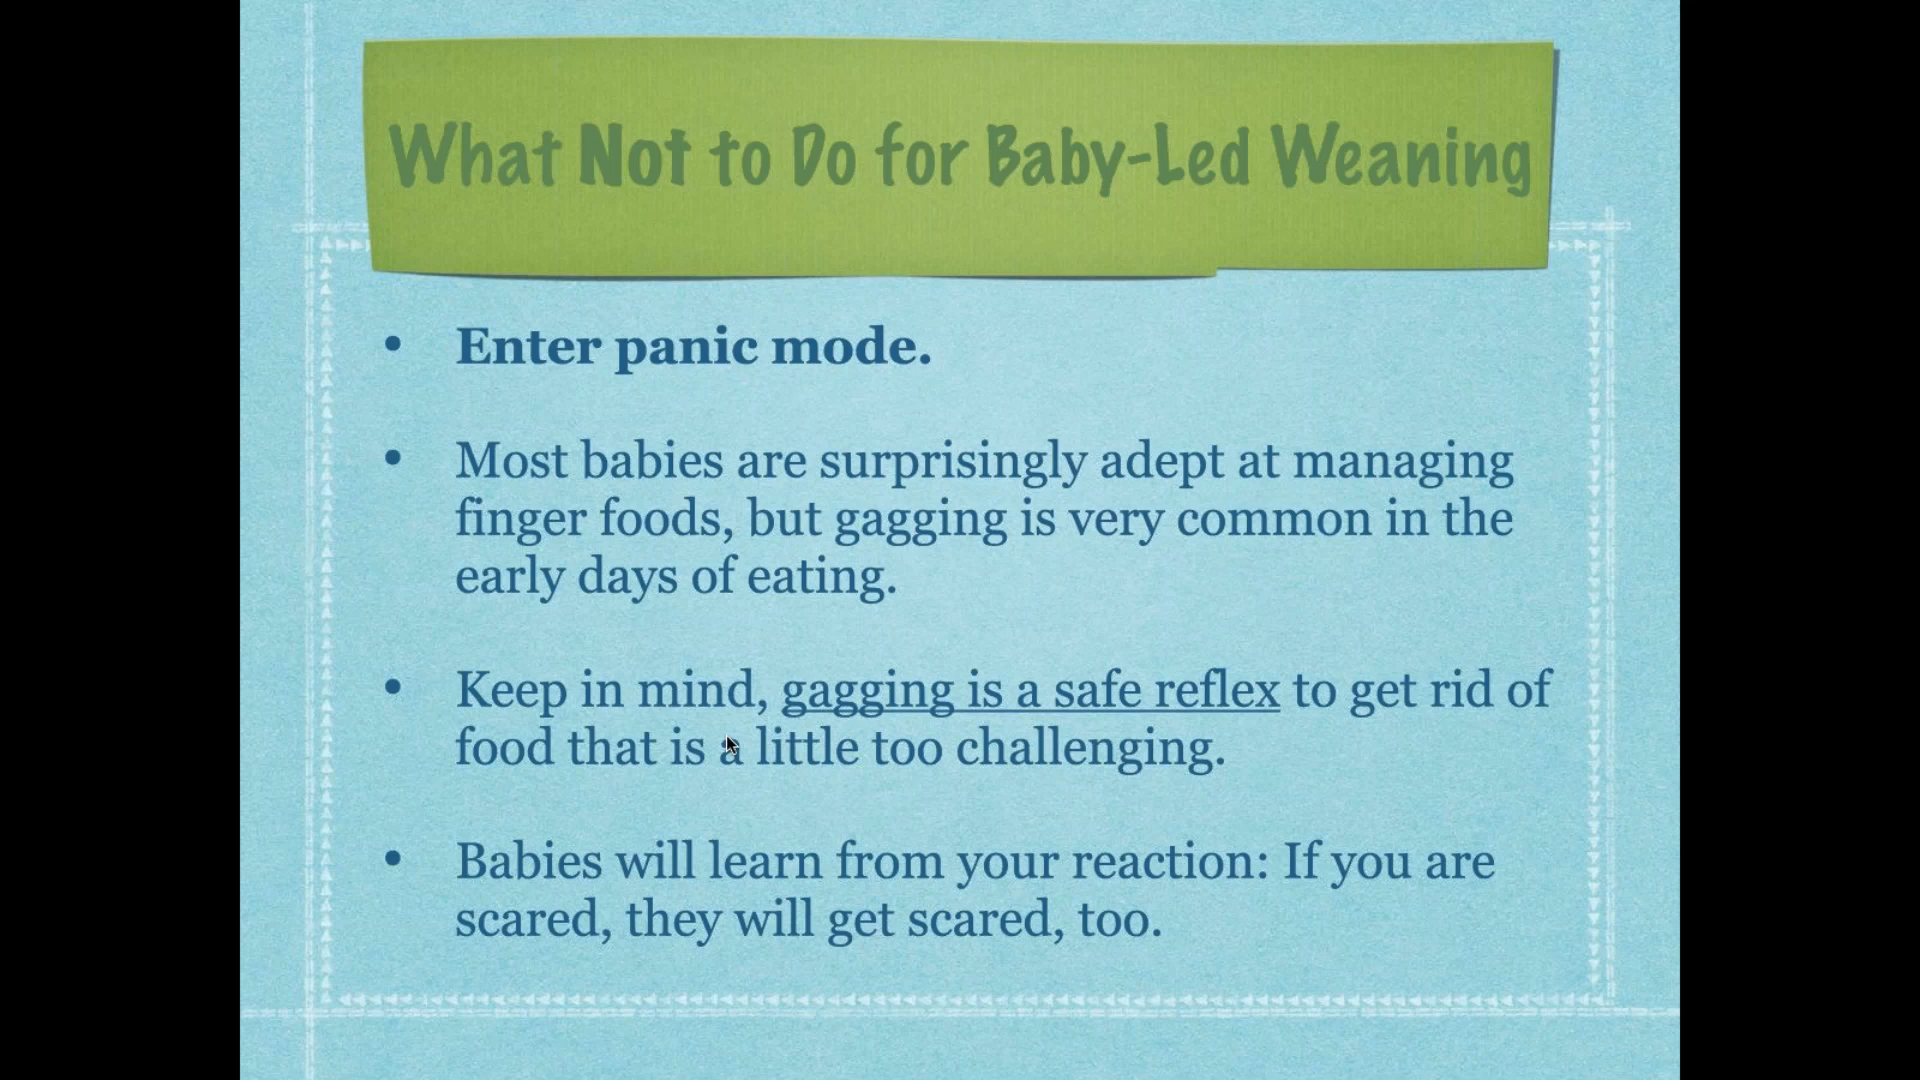 What Not to Do for Baby-Led Weaning
• Enter panic mode.
• Most babies are surprisingly adept at managing
finger foods, but gagging is very common in the
early days of eating.
• Keep in mind, gagging is a safe reflex to get rid of
food that is a little too challenging.
• Babies will learn from your reaction: If you are
scared, they will get scared, too.